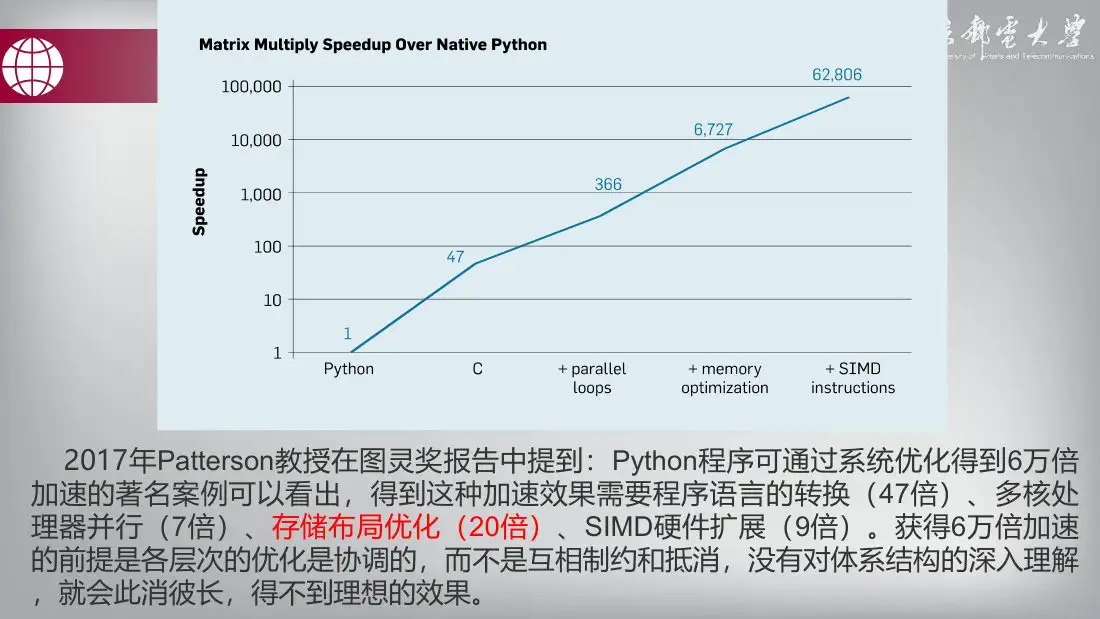 Matrix Multiply Speedup Over Native Python
100,000
10,000
1,000
100
10
1
Speedup
1
47
366
6,727
62,806
Python
C
+ parallel
loops
+ memory
optimization
+ SIMD
instructions
郵電大学
and Telecommunications
2017年Patterson教授在图灵奖报告中提到：Python程序可通过系统优化得到6万倍
加速的著名案例可以看出，得到这种加速效果需要程序语言的转换（47倍）、多核处
理器并行（7倍）、存储布局优化（20倍）、SIMD硬件扩展（9倍）。获得6万倍加速
的前提是各层次的优化是协调的，而不是互相制约和抵消，没有对体系结构的深入理解
，就会此消彼长，得不到理想的效果。